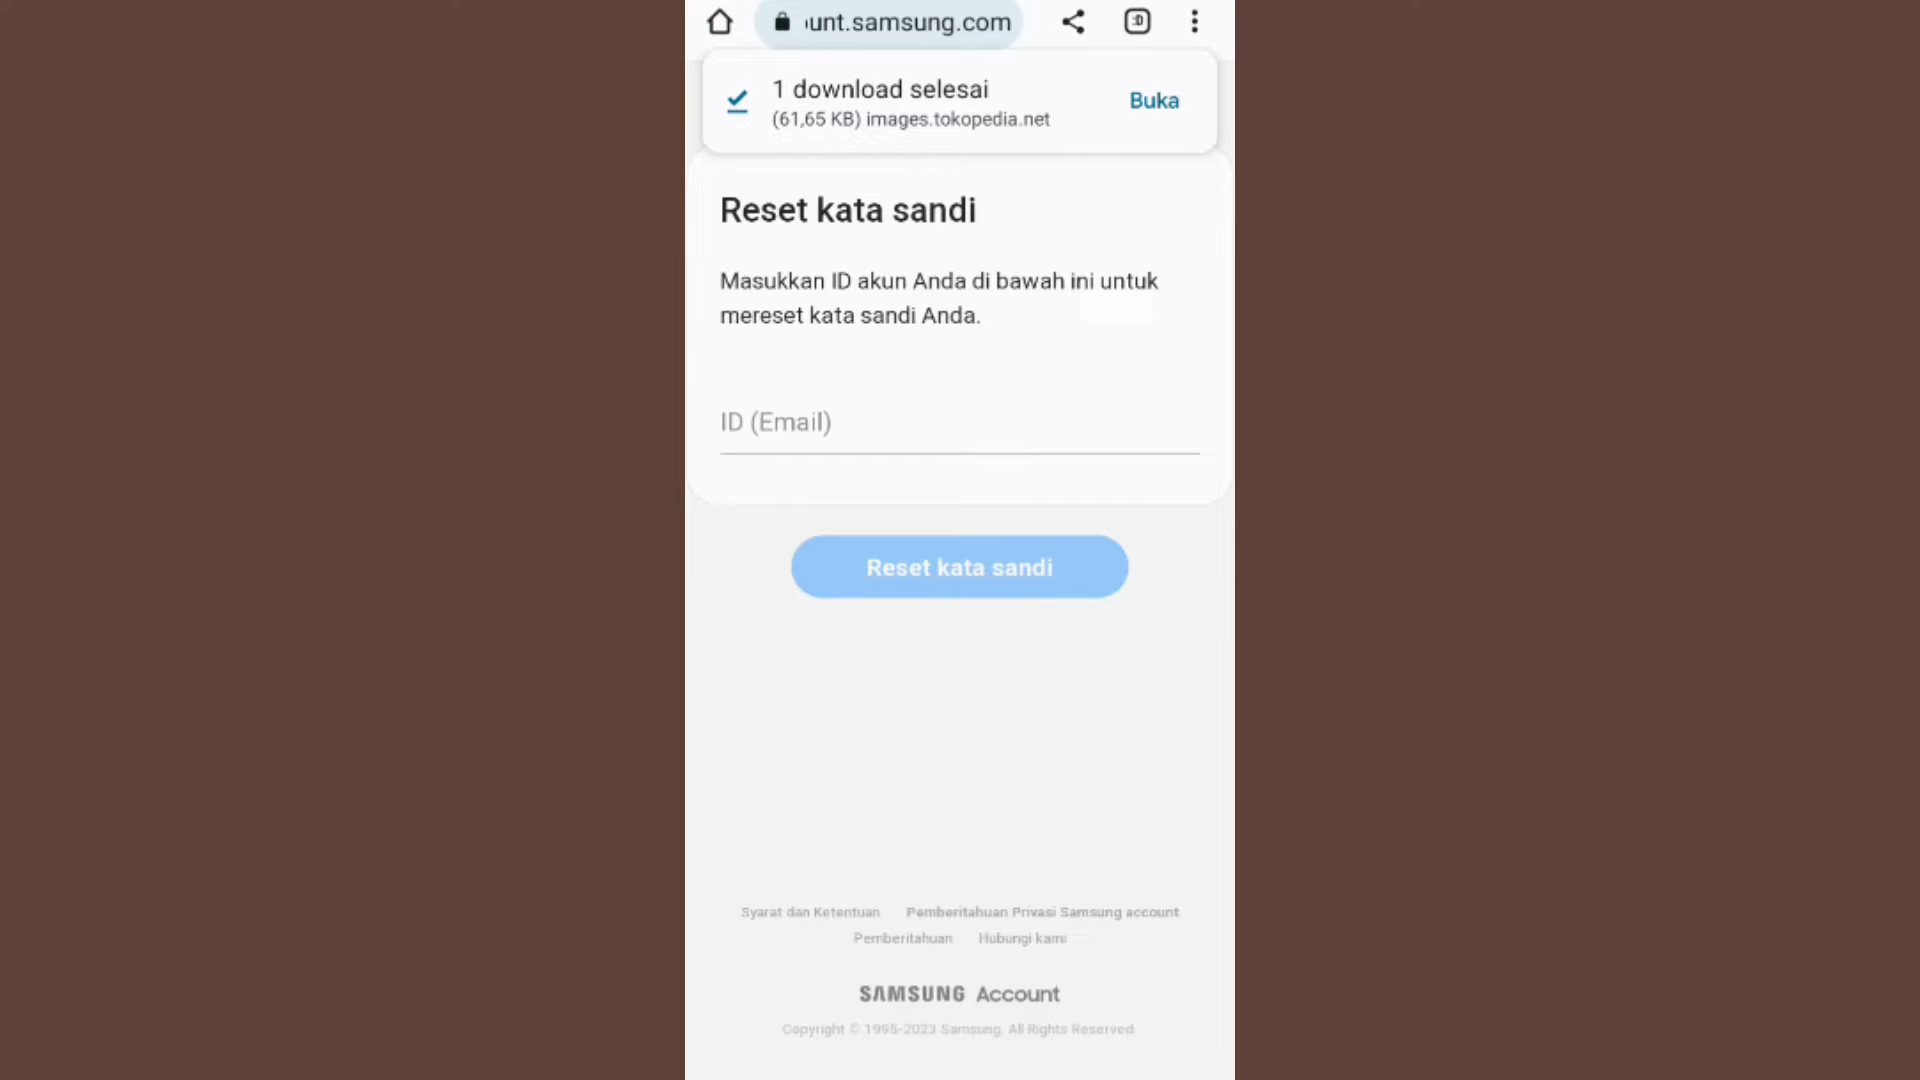 unt.samsung.com
:D
1 download selesai
(61,65 KB) images.tokopedia.net
Buka
Reset kata sandi
Masukkan ID akun Anda di bawah ini untuk
mereset kata sandi Anda.
ID (Email)
Reset kata sandi
Syarat dan Ketentuan Pemberitahuan Privasi Samsung account
Pemberitahuan Hubungi kami
SAMSUNG Account
Copyright © 1995-2023 Samsung. All Rights Reserved